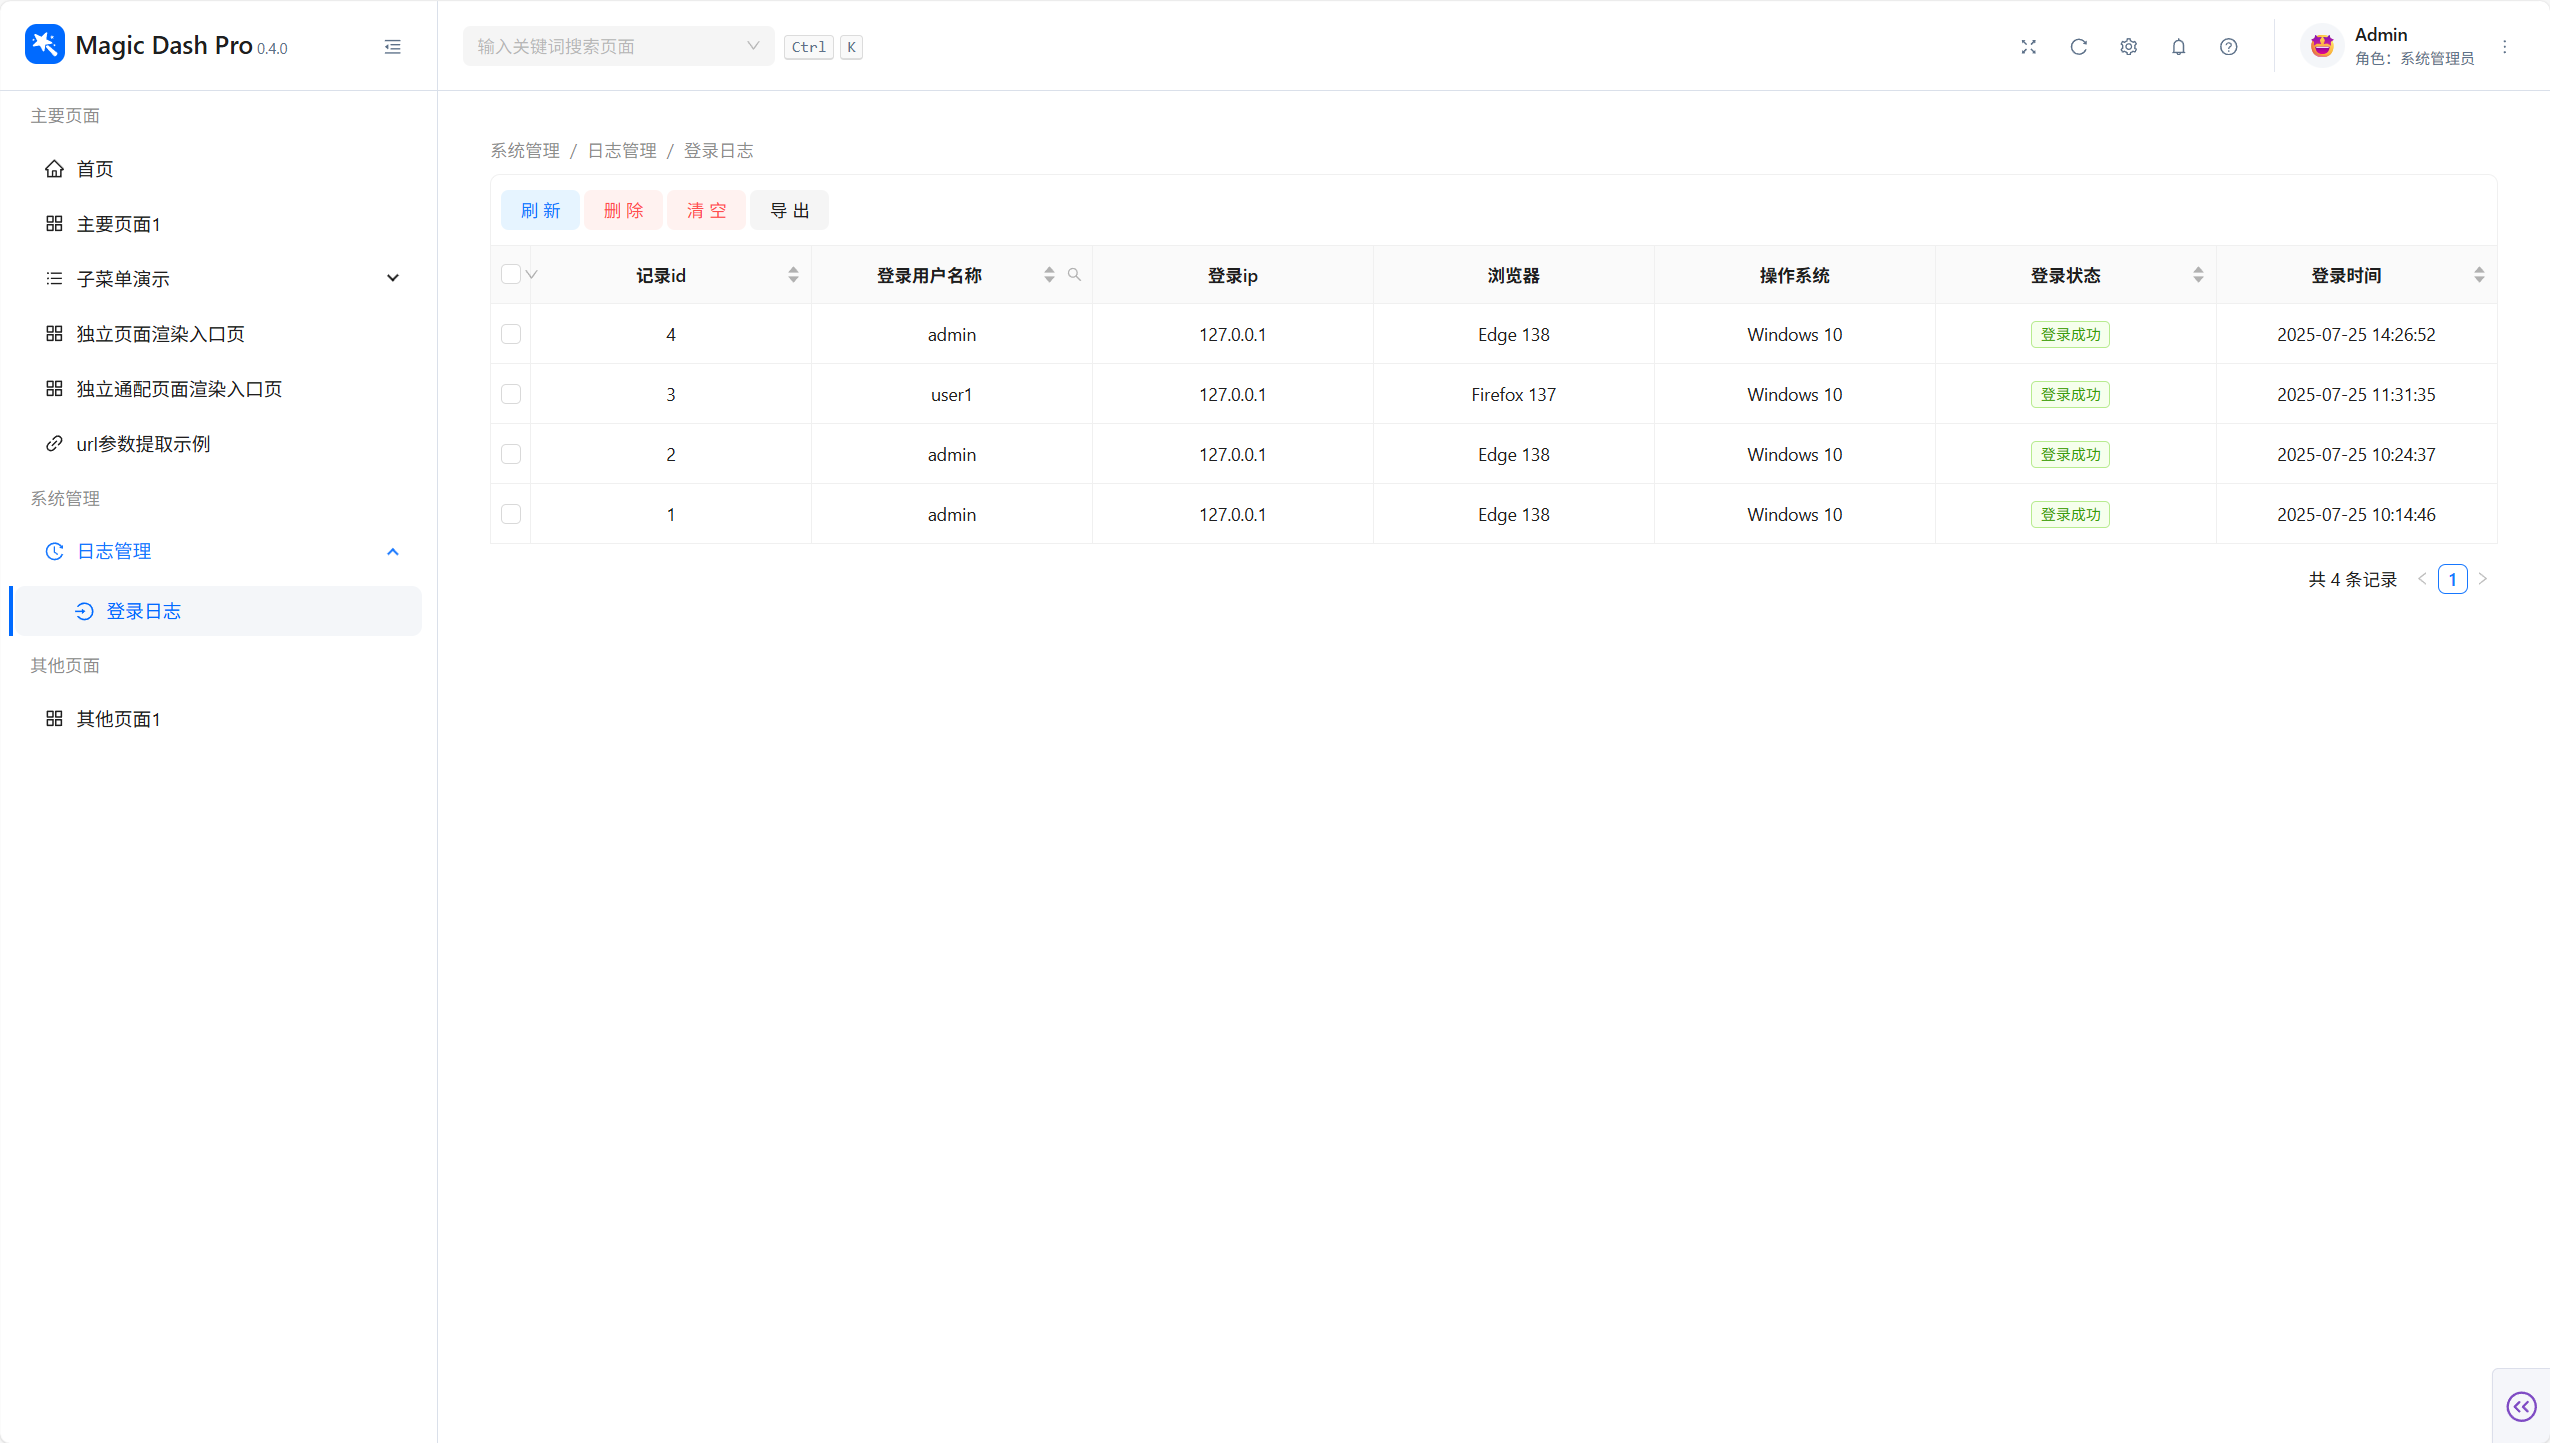 Magic Dash Pro 0.4.0
输入关键词搜索页面 Ctrl K
Admin
角色：系统管理员
主要页面
首页
主要页面1
子菜单演示
独立页面渲染入口页
独立通配页面渲染入口页
url参数提取示例
系统管理
日志管理
登录日志
其他页面
其他页面1
系统管理 / 日志管理 / 登录日志
刷 新 删 除 清 空 导 出
记录id 登录用户名称 登录ip 浏览器 操作系统 登录状态 登录时间
4 admin 127.0.0.1 Edge 138 Windows 10 登录成功 2025-07-25 14:26:52
3 user1 127.0.0.1 Firefox 137 Windows 10 登录成功 2025-07-25 11:31:35
2 admin 127.0.0.1 Edge 138 Windows 10 登录成功 2025-07-25 10:24:37
1 admin 127.0.0.1 Edge 138 Windows 10 登录成功 2025-07-25 10:14:46
共 4 条记录 1